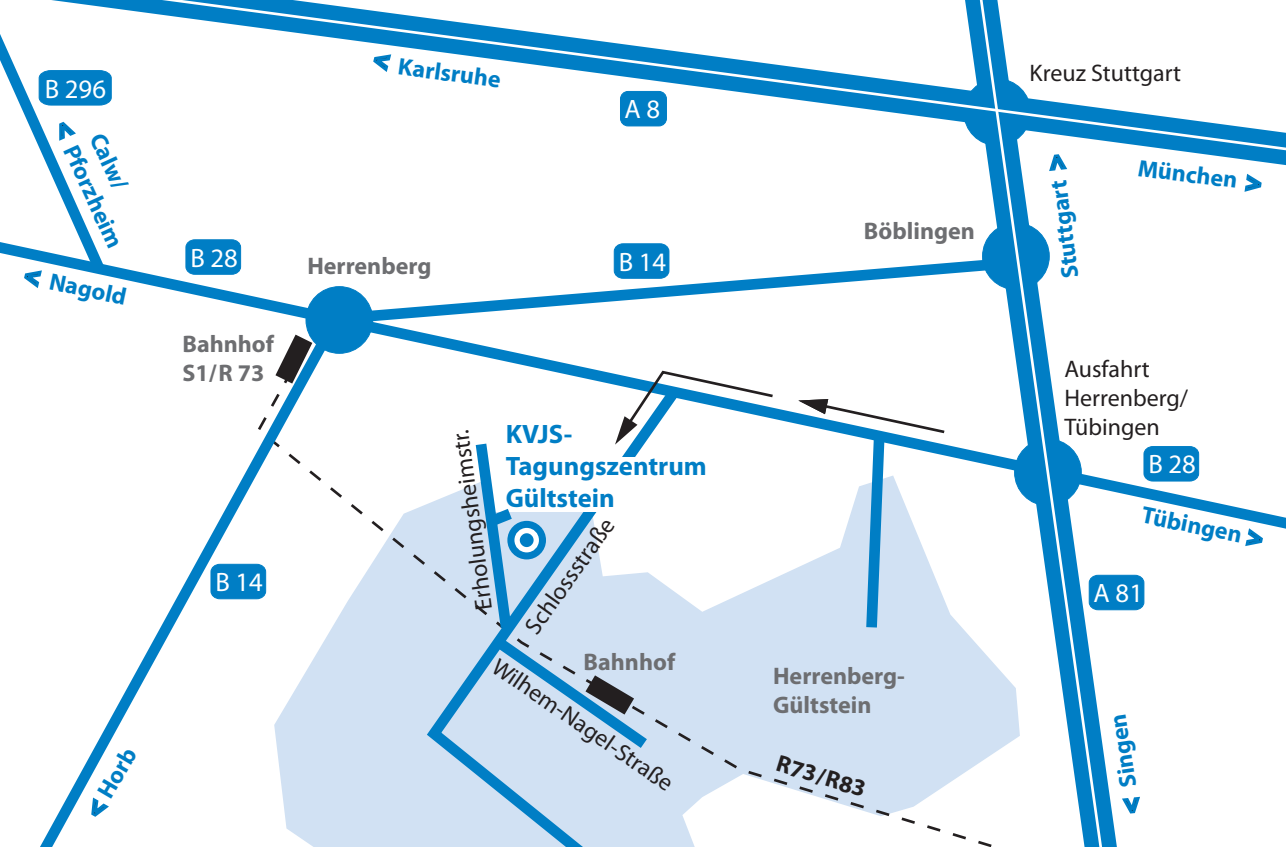 Kreuz Stuttgart
< Karlsruhe
B 296
A 8
Calw/
< Pforzheim
München >
Stuttgart >
Böblingen
B 28
B 14
Herrenberg
< Nagold
Bahnhof
S1/R 73
Ausfahrt
Herrenberg/
Tübingen
KVJS-
Tagungszentrum
Gültstein
B 28
Tübingen >
Erholungsheimstr.
Schlossstraße
B 14
A 81
Bahnhof
Wilhem-Nagel-Straße
Herrenberg-
Gültstein
R73/R83
< Horb
< Singen